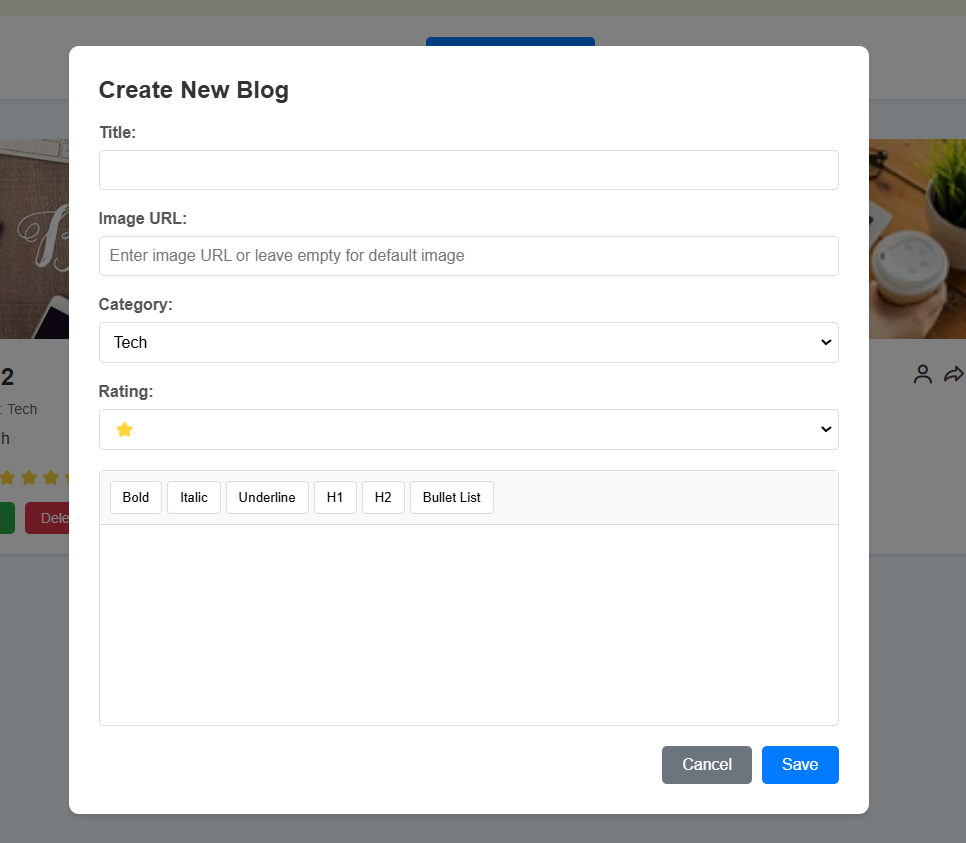 Create New Blog
Title:
Image URL:
Enter image URL or leave empty for default image
Category:
Tech
Rating:
Bold Italic Underline H1 H2 Bullet List
Cancel Save
2
: Tech
h
Dele